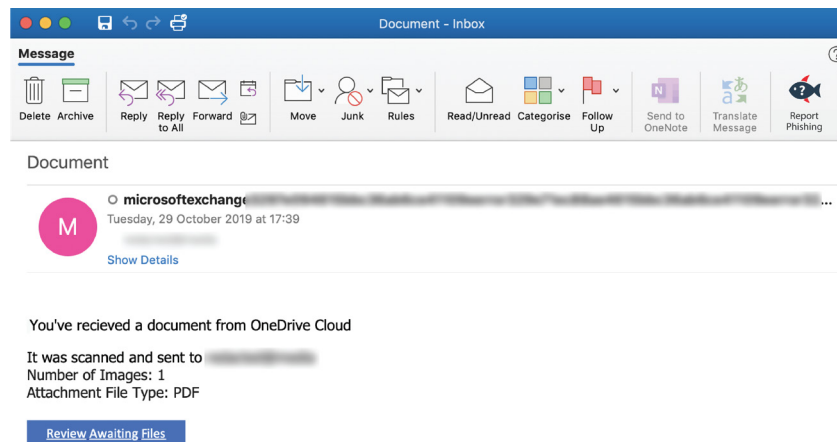 Document - Inbox
Message
Delete Archive Reply Reply to All Forward Move Junk Rules Read/Unread Categorise Follow Up Send to OneNote Translate Message Report Phishing
Document
microsoftexchange
M
Tuesday, 29 October 2019 at 17:39
Show Details
You've recieved a document from OneDrive Cloud
It was scanned and sent to
Number of Images: 1
Attachment File Type: PDF
Review Awaiting Files